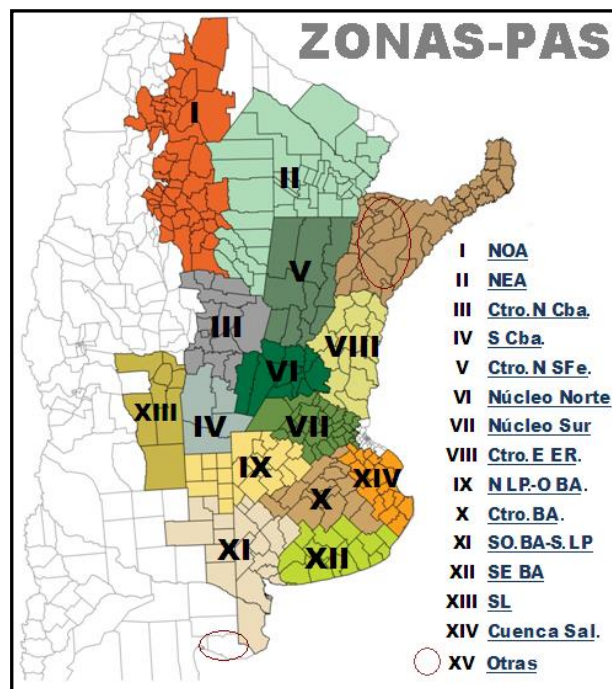 ZONAS-PAS
I
II
V
III
VIII
VI
XIII
IV
VII
IX
XIV
X
XI
XII
I NOA
II NEA
III Ctro.N Cba.
IV S Cba.
V Ctro.N SFe.
VI Núcleo Norte
VII Núcleo Sur
VIII Ctro.E ER.
IX N LP.-O BA.
X Ctro.BA.
XI SO.BA-S.LP
XII SE BA
XIII SL
XIV Cuenca Sal.
XV Otras